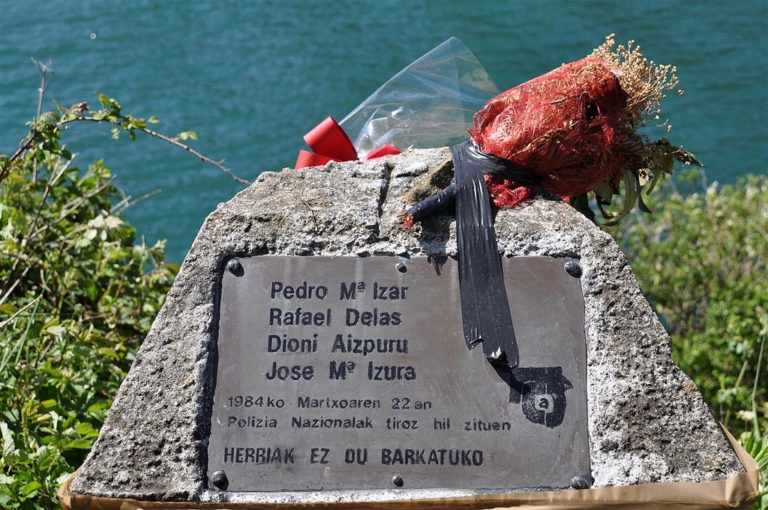 Pedro Mª Izar
Rafael Delas
Dioni Aizpuru
Jose Mª Izura
1984ko Martxoaren 22an
Polizia Nazionalak tiroz hil zituen
HERRIAK EZ DU BARKATUKO
a